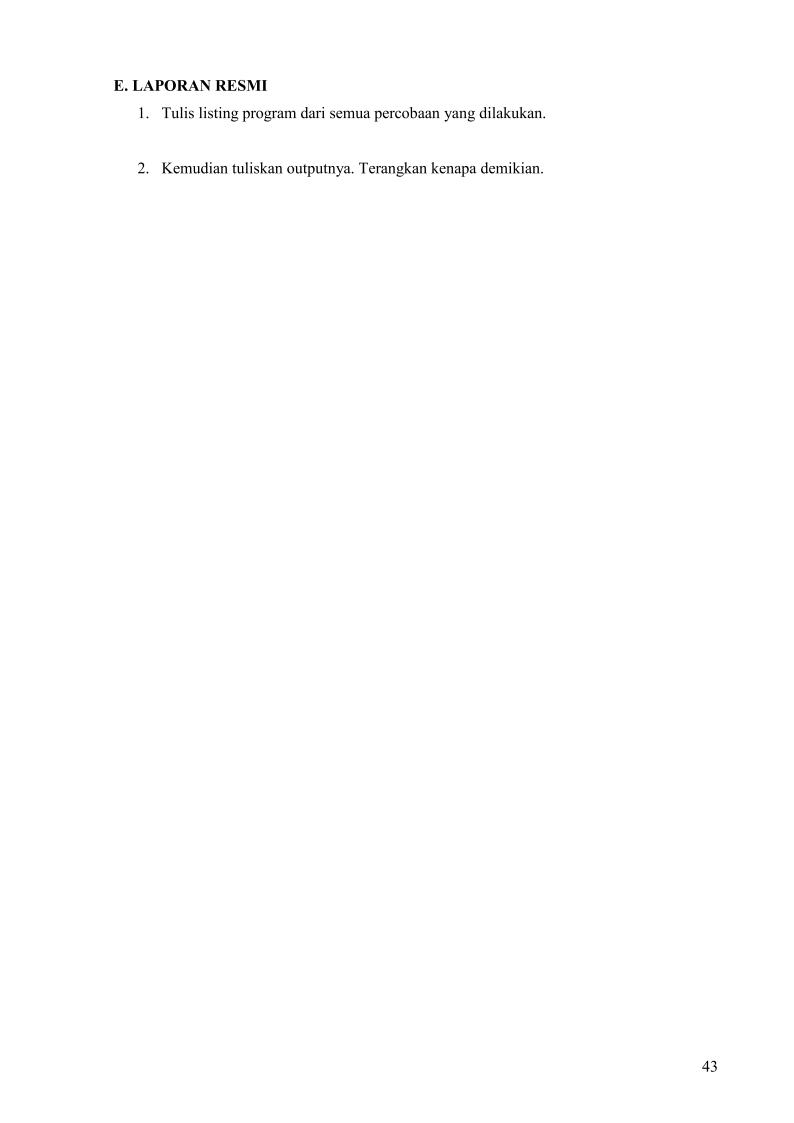 E. LAPORAN RESMI
1. Tulis listing program dari semua percobaan yang dilakukan.
2. Kemudian tuliskan outputnya. Terangkan kenapa demikian.
43